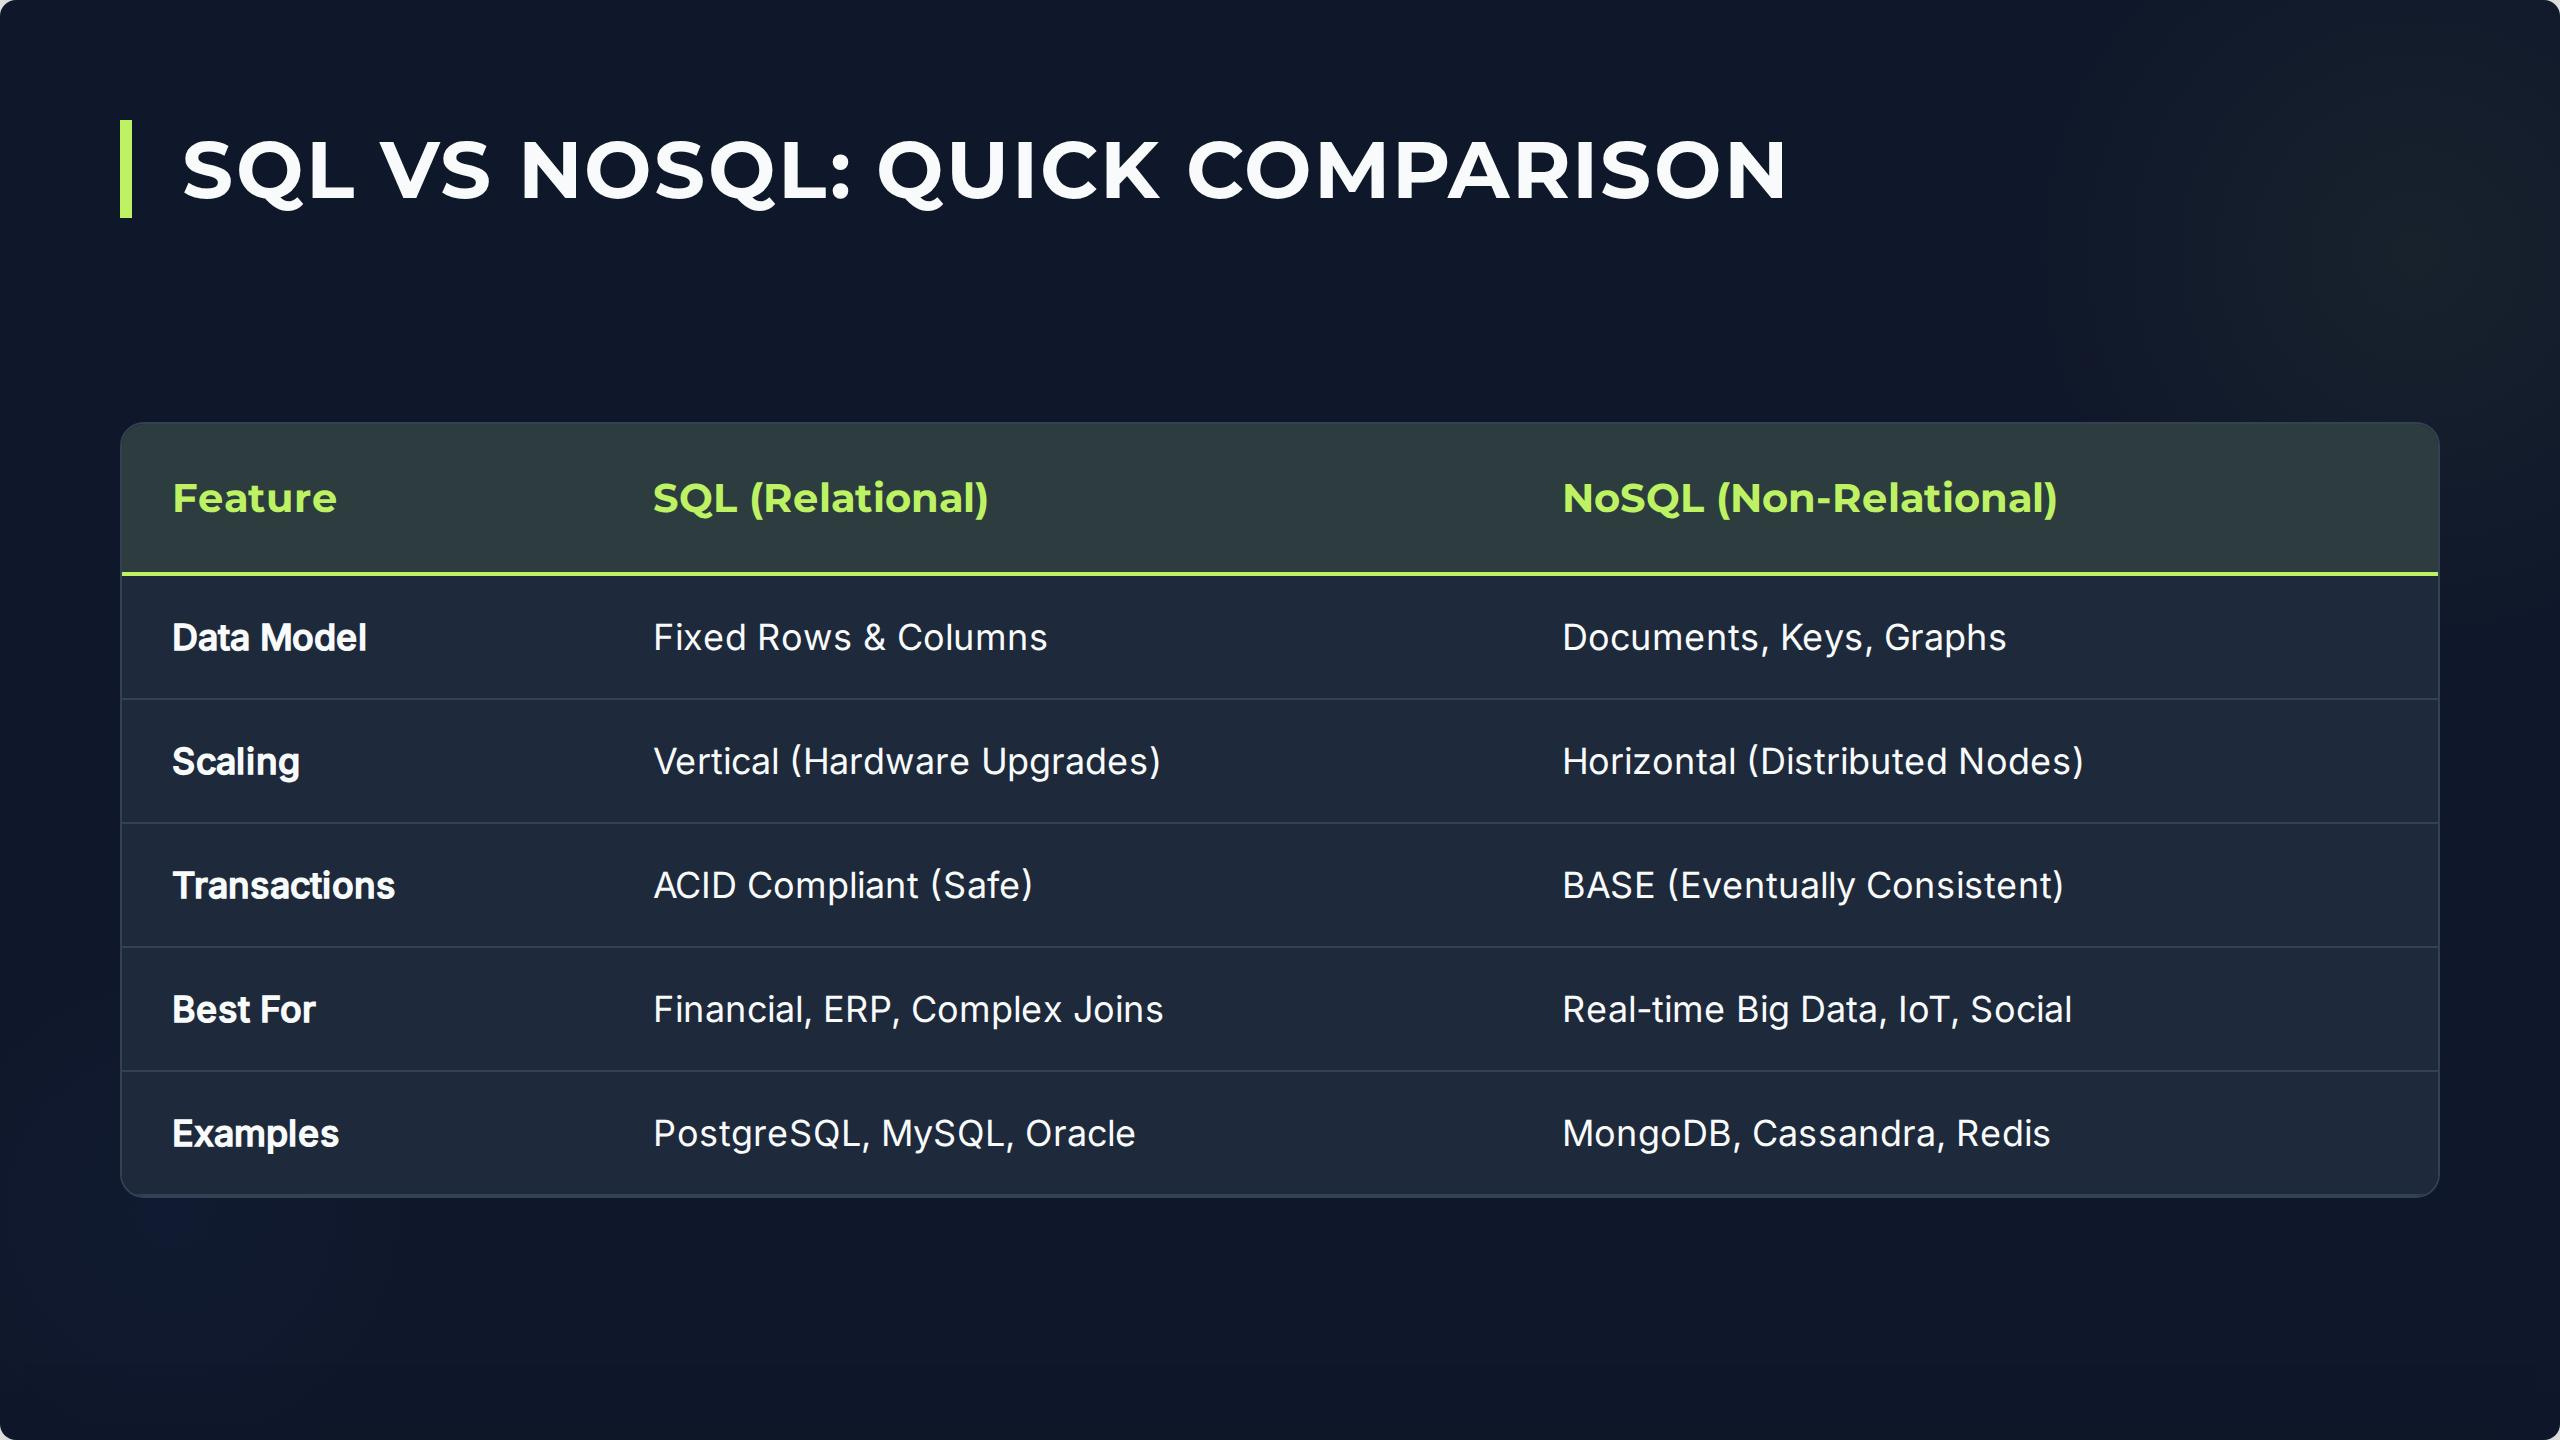 SQL VS NOSQL: QUICK COMPARISON
Feature SQL (Relational) NoSQL (Non-Relational)
Data Model Fixed Rows & Columns Documents, Keys, Graphs
Scaling Vertical (Hardware Upgrades) Horizontal (Distributed Nodes)
Transactions ACID Compliant (Safe) BASE (Eventually Consistent)
Best For Financial, ERP, Complex Joins Real-time Big Data, IoT, Social
Examples PostgreSQL, MySQL, Oracle MongoDB, Cassandra, Redis